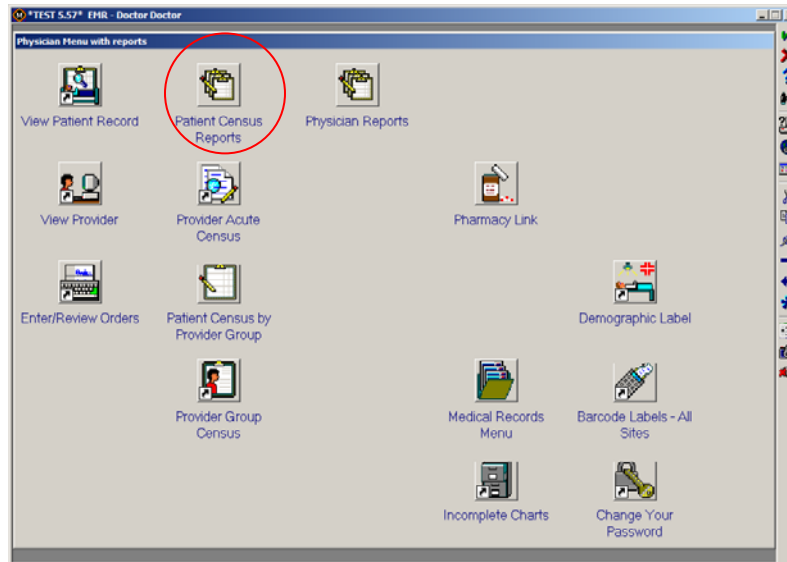 *TEST 5.57* EMR - Doctor Doctor
Physician Menu with reports
View Patient Record
Patient Census
Reports
Physician Reports
View Provider
Provider Acute
Census
Pharmacy Link
Enter/Review Orders
Patient Census by
Provider Group
Demographic Label
Provider Group
Census
Medical Records
Menu
Barcode Labels - All
Sites
Incomplete Charts
Change Your
Password